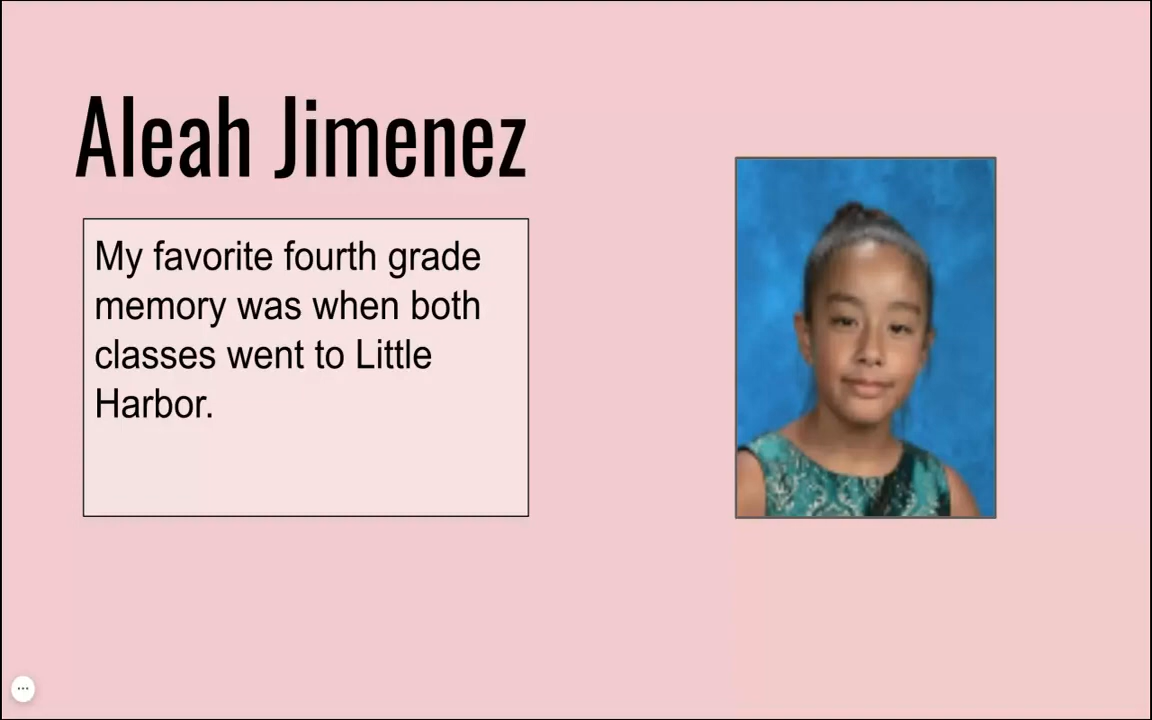 Aleah Jimenez
My favorite fourth grade
memory was when both
classes went to Little
Harbor.